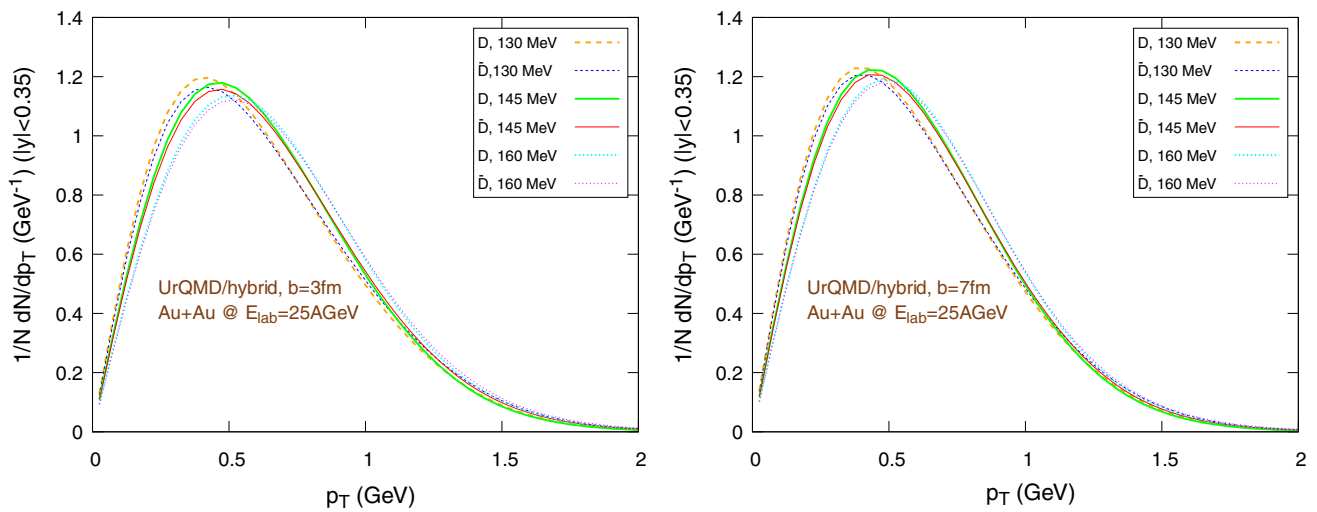 1/N dN/dp_T (GeV⁻¹) (|y|<0.35)
1.4
1.2
1
0.8
0.6
0.4
0.2
0
D, 130 MeV
D̄,130 MeV
D, 145 MeV
D̄, 145 MeV
D, 160 MeV
D̄, 160 MeV
UrQMD/hybrid, b=3fm
Au+Au @ E_lab=25AGeV
0 0.5 1 1.5 2
p_T (GeV)
1/N dN/dp_T (GeV⁻¹) (|y|<0.35)
1.4
1.2
1
0.8
0.6
0.4
0.2
0
D, 130 MeV
D̄,130 MeV
D, 145 MeV
D̄, 145 MeV
D, 160 MeV
D̄, 160 MeV
UrQMD/hybrid, b=7fm
Au+Au @ E_lab=25AGeV
0 0.5 1 1.5 2
p_T (GeV)